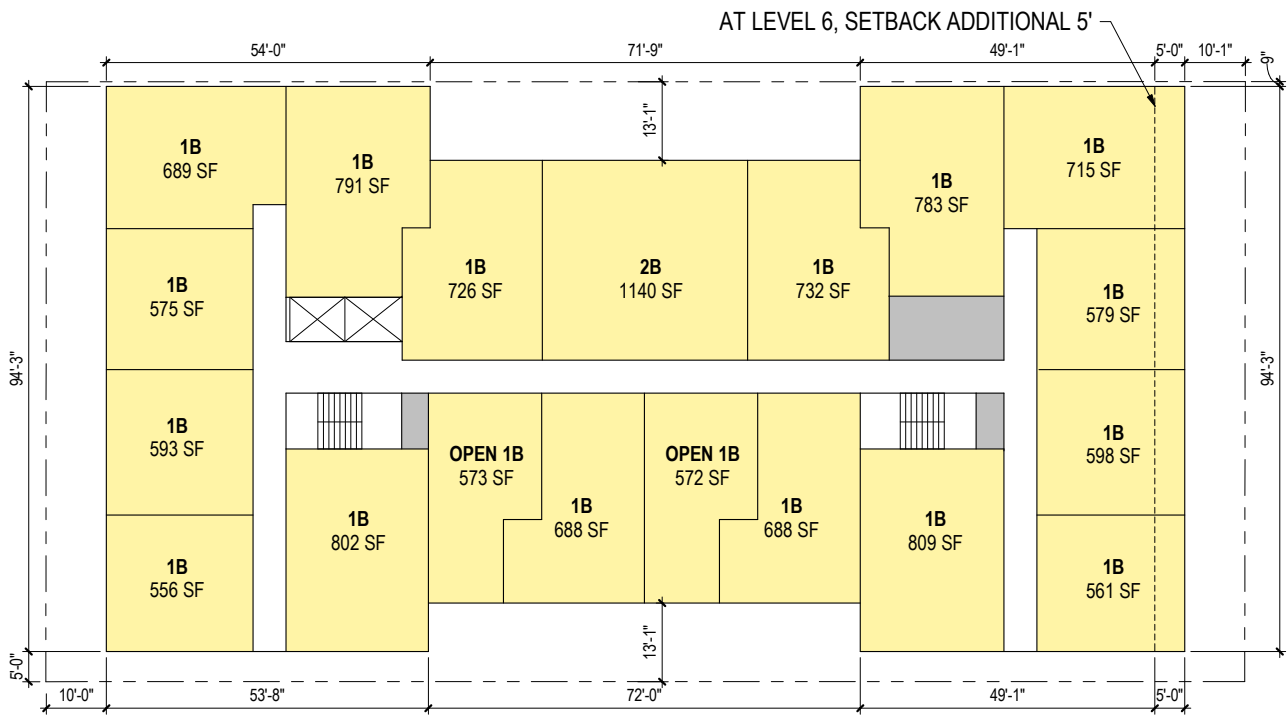 AT LEVEL 6, SETBACK ADDITIONAL 5'
54'-0"
71'-9"
49'-1"
5'-0"
10'-1"
9"
13'-1"
1B
689 SF
1B
791 SF
1B
783 SF
1B
715 SF
1B
575 SF
1B
726 SF
2B
1140 SF
1B
732 SF
1B
579 SF
94'-3"
94'-3"
1B
593 SF
OPEN 1B
573 SF
OPEN 1B
572 SF
1B
598 SF
1B
802 SF
1B
688 SF
1B
688 SF
1B
809 SF
1B
556 SF
1B
561 SF
5'-0"
13'-1"
10'-0"
53'-8"
72'-0"
49'-1"
5'-0"